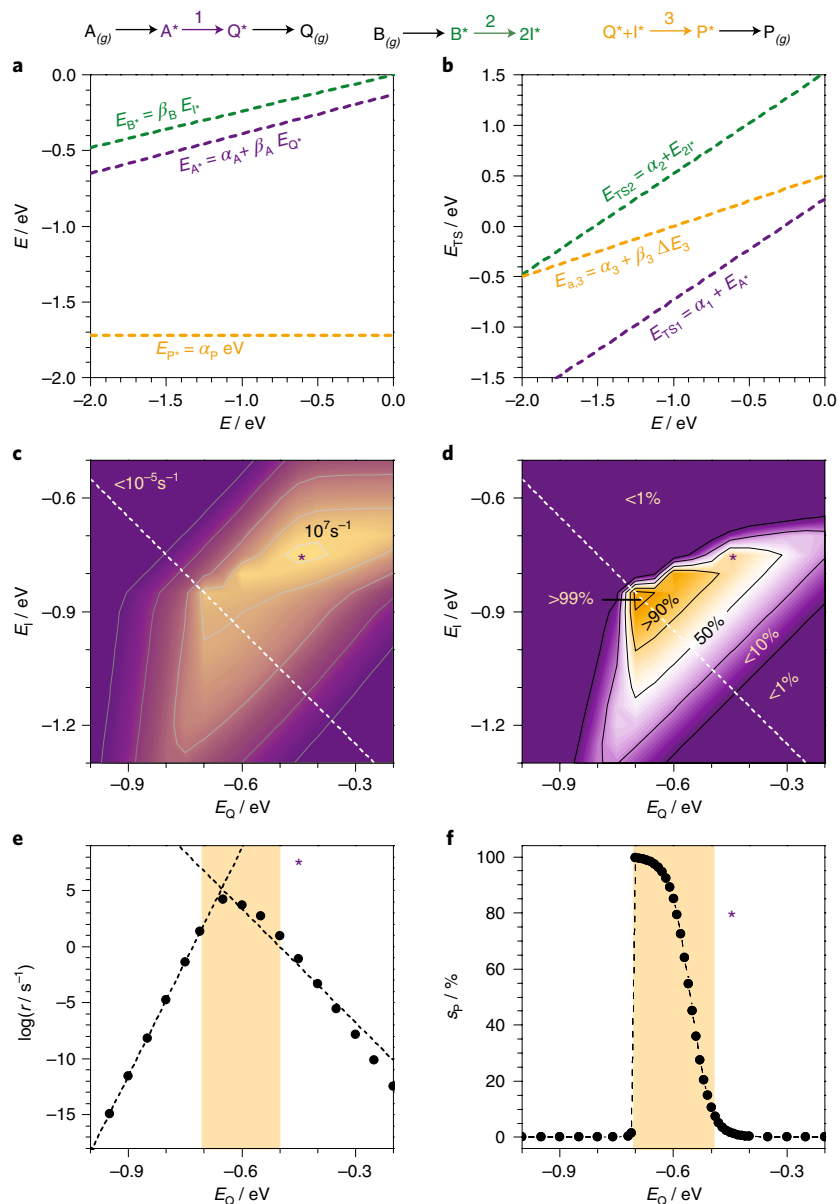 1 2 3
A(g) ⟶ A* ⟶ Q* ⟶ Q(g) B(g) ⟶ B* ⟶ 2I* Q*+I* ⟶ P* ⟶ P(g)
a
0.0
−0.5
−1.0
−1.5
−2.0
E / eV
E_B* = β_B E_I*
E_A* = α_A + β_A E_Q*
E_P* = α_P eV
−2.0 −1.5 −1.0 −0.5 0.0
E / eV
b
1.5
1.0
0.5
0.0
−0.5
−1.0
−1.5
E_TS / eV
E_TS2 = α_2 + E_2I*
E_a,3 = α_3 + β_3 ΔE_3
E_TS1 = α_1 + E_A*
−2.0 −1.5 −1.0 −0.5 0.0
E / eV
c
−0.6
−0.9
−1.2
E_I / eV
<10⁻⁵s⁻¹
10⁷s⁻¹
*
−0.9 −0.6 −0.3
E_Q / eV
d
−0.6
−0.9
−1.2
E_I / eV
<1%
*
>99%
>90%
50%
<10%
<1%
−0.9 −0.6 −0.3
E_Q / eV
e
5
0
−5
−10
−15
log(r / s⁻¹)
*
−0.9 −0.6 −0.3
E_Q / eV
f
100
80
60
40
20
0
s_P / %
*
−0.9 −0.6 −0.3
E_Q / eV